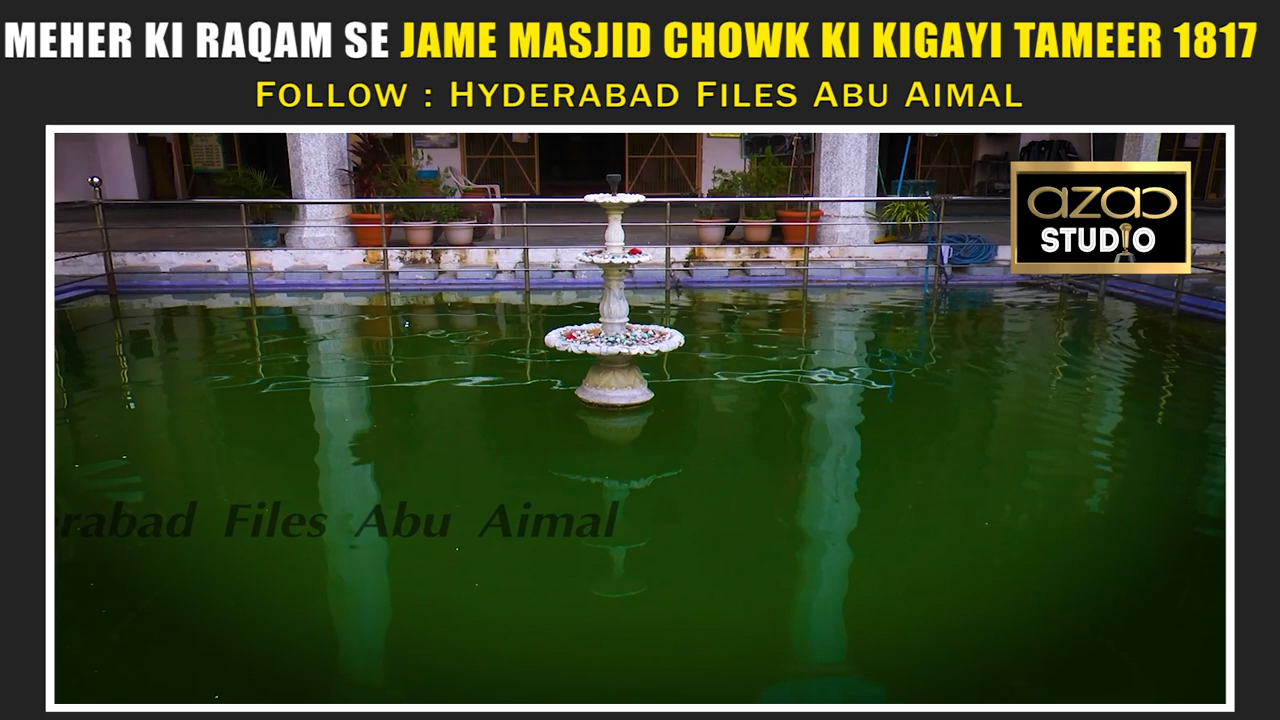 MEHER KI RAQAM SE JAME MASJID CHOWK KI KIGAYI TAMEER 1817
FOLLOW : HYDERABAD FILES ABU AIMAL
azad
STUDIO
erabad Files Abu Aimal